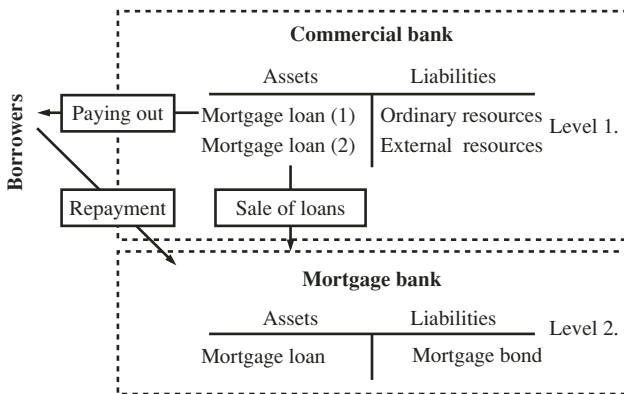 Commercial bank
Assets Liabilities
Borrowers
Paying out
Mortgage loan (1) Ordinary resources
Level 1.
Mortgage loan (2) External resources
Repayment
Sale of loans
Mortgage bank
Assets Liabilities
Level 2.
Mortgage loan Mortgage bond